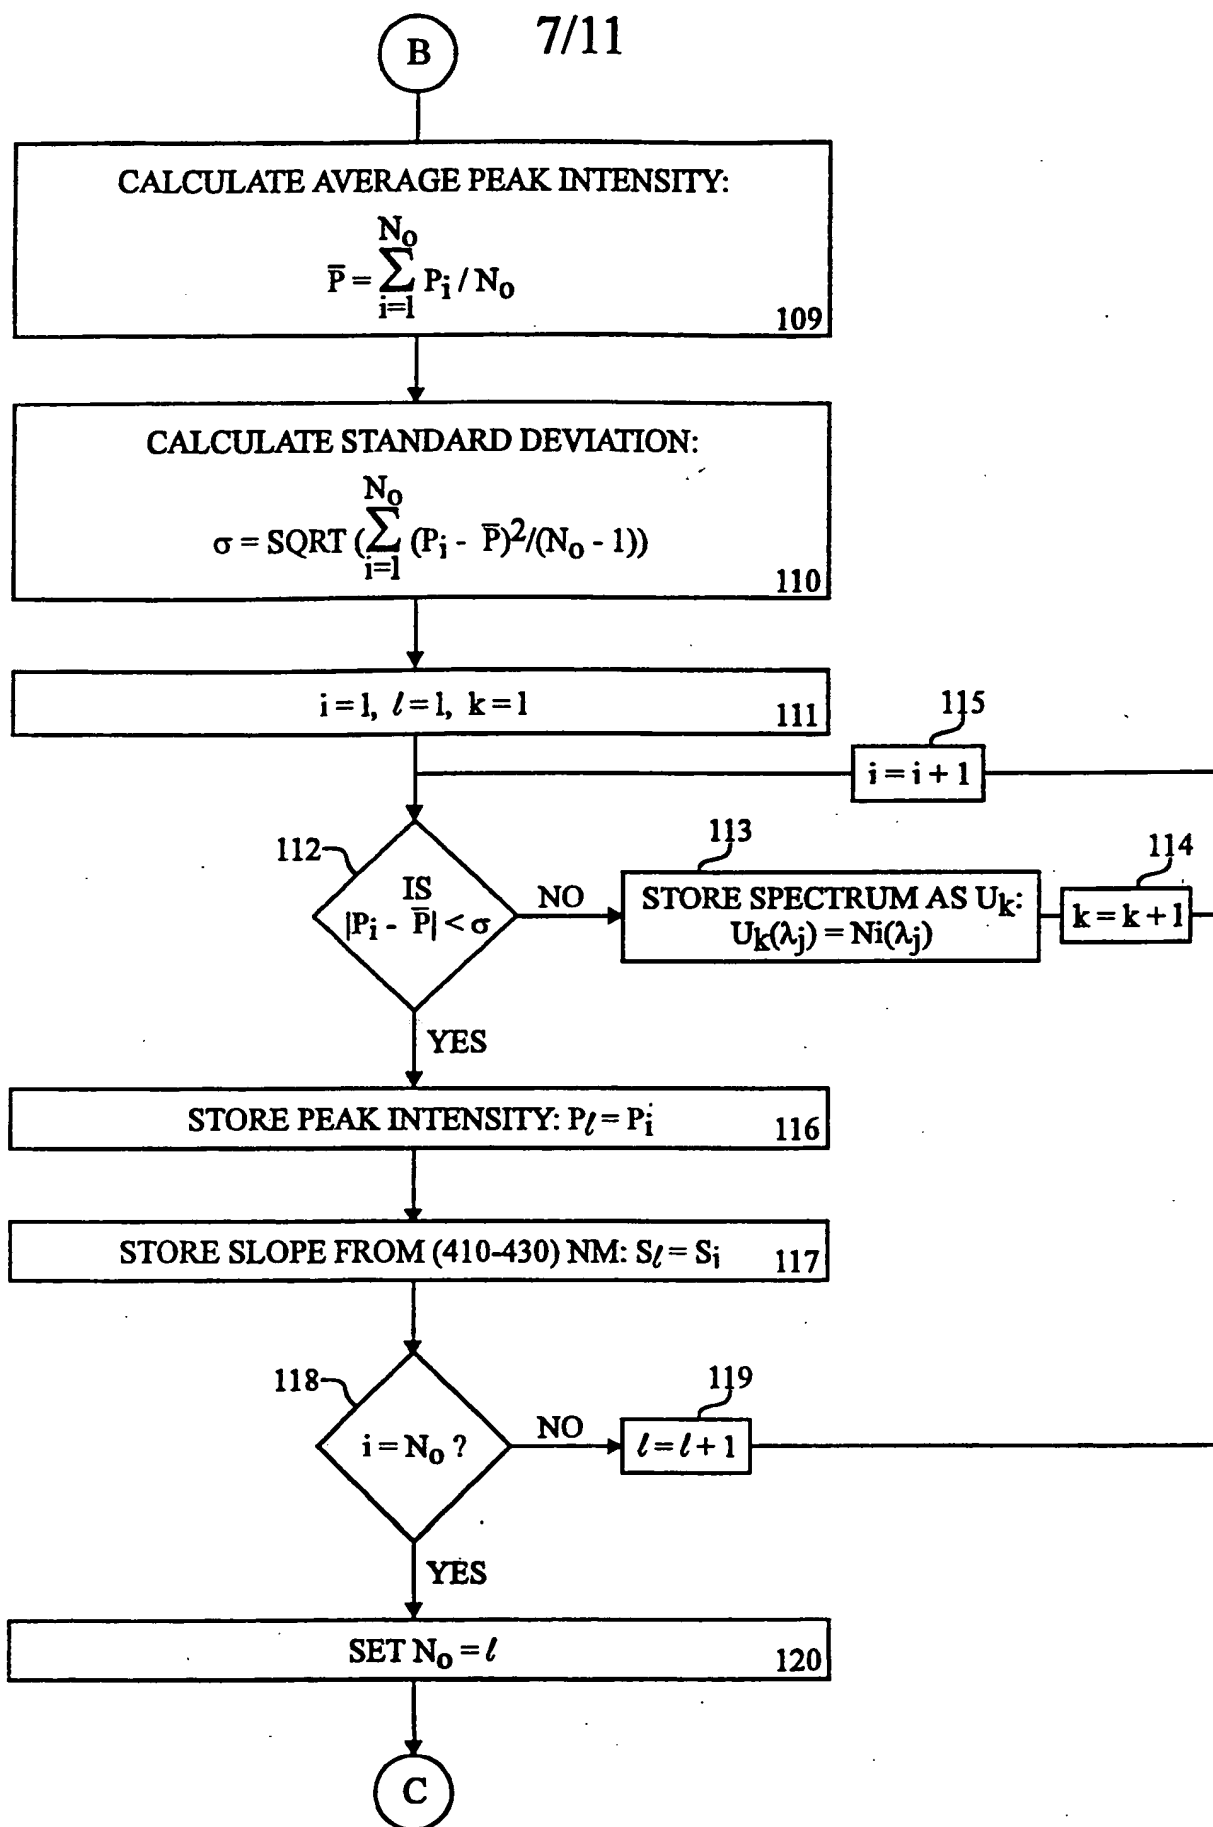 7/11
B
CALCULATE AVERAGE PEAK INTENSITY:
N₀
P̅ = ∑ Pᵢ / N₀
i=1
109
CALCULATE STANDARD DEVIATION:
N₀
σ = SQRT (∑ (Pᵢ - P̅)²/(N₀ - 1))
i=1
110
i = 1, ℓ = 1, k = 1
111
115
i = i + 1
112
IS
|Pᵢ - P̅| < σ
NO
113
STORE SPECTRUM AS Uₖ:
Uₖ(λⱼ) = Ni(λⱼ)
114
k = k + 1
YES
STORE PEAK INTENSITY: Pℓ = Pᵢ
116
STORE SLOPE FROM (410-430) NM: Sℓ = Sᵢ
117
118
i = N₀ ?
NO
119
ℓ = ℓ + 1
YES
SET N₀ = ℓ
120
C